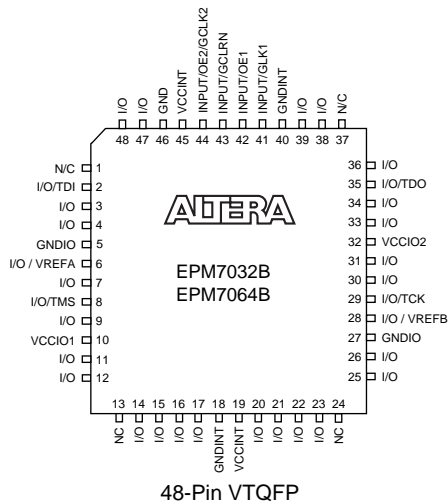 I/O
I/O
GND
VCCINT
INPUT/OE2/GCLK2
INPUT/GCLRN
INPUT/OE1
INPUT/GLK1
GNDINT
I/O
I/O
N/C
48 47 46 45 44 43 42 41 40 39 38 37
N/C 1
I/O/TDI 2
I/O 3
I/O 4
GNDIO 5
I/O / VREFA 6
I/O 7
I/O/TMS 8
I/O 9
VCCIO1 10
I/O 11
I/O 12
ALTERA
EPM7032B
EPM7064B
36 I/O
35 I/O/TDO
34 I/O
33 I/O
32 VCCIO2
31 I/O
30 I/O
29 I/O/TCK
28 I/O / VREFB
27 GNDIO
26 I/O
25 I/O
13 14 15 16 17 18 19 20 21 22 23 24
NC
I/O
I/O
I/O
I/O
GNDINT
VCCINT
I/O
I/O
I/O
I/O
NC
48-Pin VTQFP